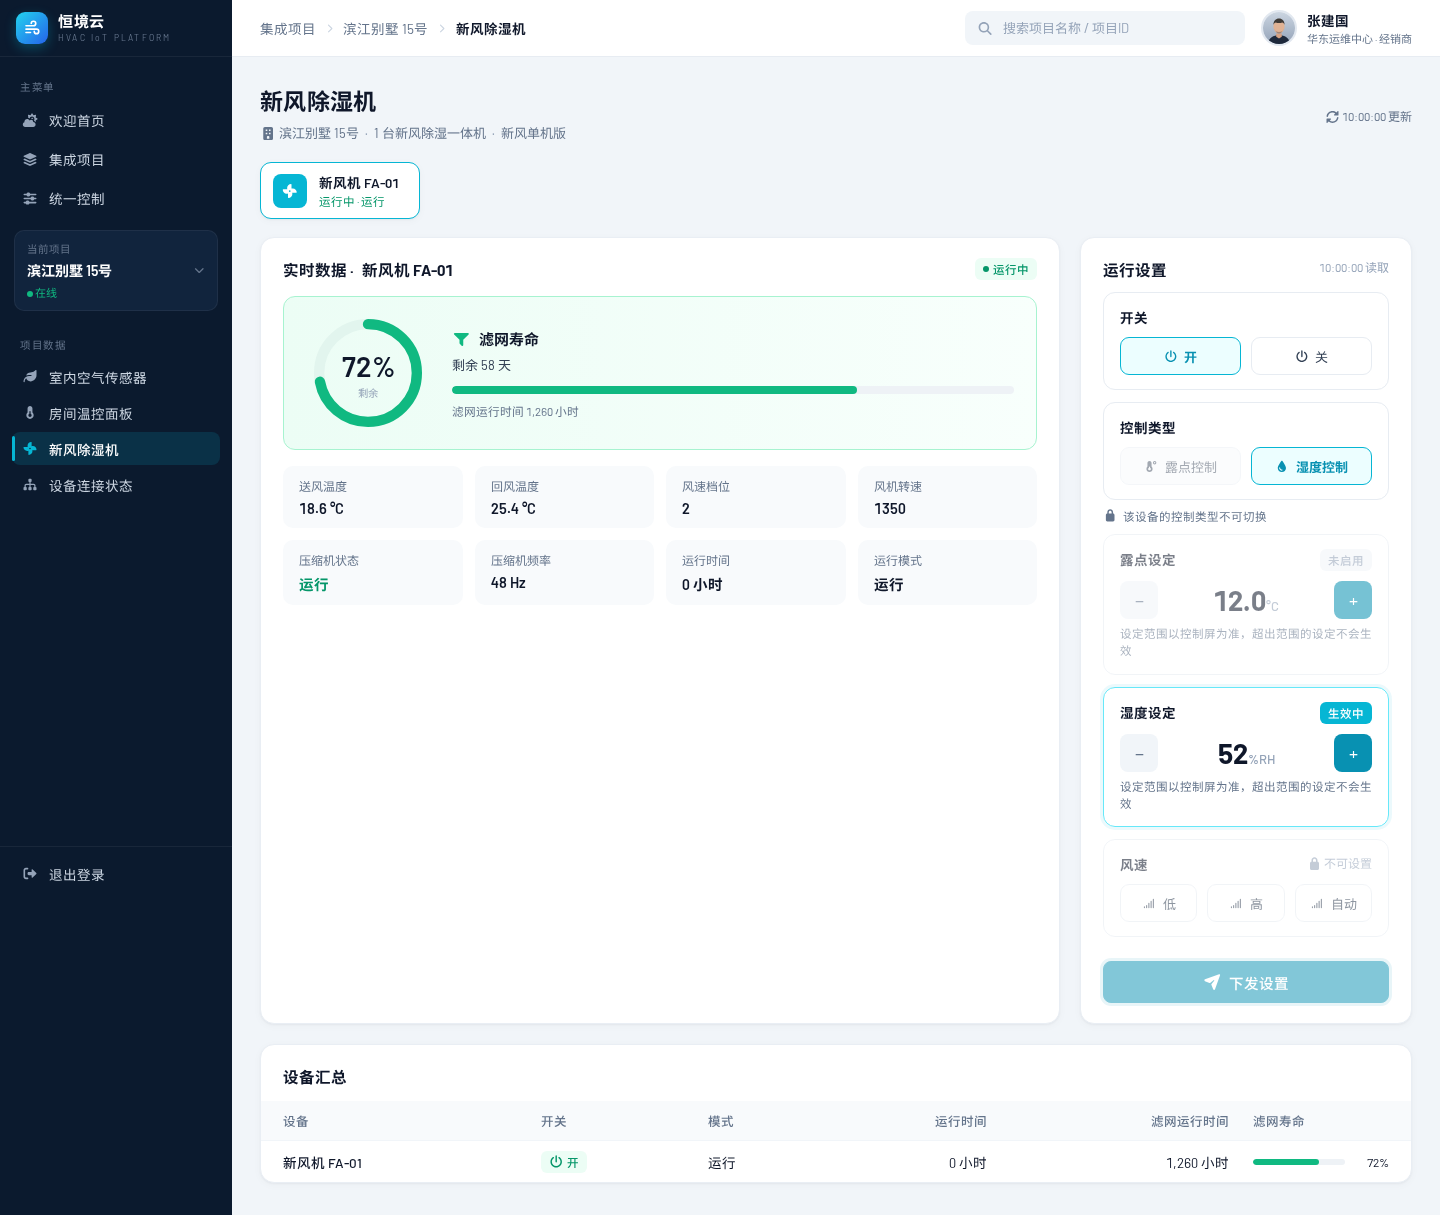 恒境云
HVAC IoT PLATFORM
主菜单
欢迎首页
集成项目
统一控制
当前项目
滨江别墅 15号
在线
项目数据
室内空气传感器
房间温控面板
新风除湿机
设备连接状态
退出登录
集成项目 滨江别墅 15号 新风除湿机
搜索项目名称 / 项目ID
张建国
华东运维中心 · 经销商
新风除湿机
滨江别墅 15号 · 1 台新风除湿一体机 · 新风单机版
10:00:00 更新
新风机 FA-01
运行中 · 运行
实时数据 · 新风机 FA-01
运行中
72%
剩余
滤网寿命
剩余 58 天
滤网运行时间 1,260 小时
送风温度
18.6 °C
回风温度
25.4 °C
风速档位
2
风机转速
1350
压缩机状态
运行
压缩机频率
48 Hz
运行时间
0 小时
运行模式
运行
运行设置
10:00:00 读取
开关
开 关
控制类型
露点控制 湿度控制
该设备的控制类型不可切换
露点设定 未启用
− 12.0°C +
设定范围以控制屏为准，超出范围的设定不会生
效
湿度设定 生效中
− 52%RH +
设定范围以控制屏为准，超出范围的设定不会生
效
风速 不可设置
低 高 自动
下发设置
设备汇总
设备 开关 模式 运行时间 滤网运行时间 滤网寿命
新风机 FA-01 开 运行 0 小时 1,260 小时 72%